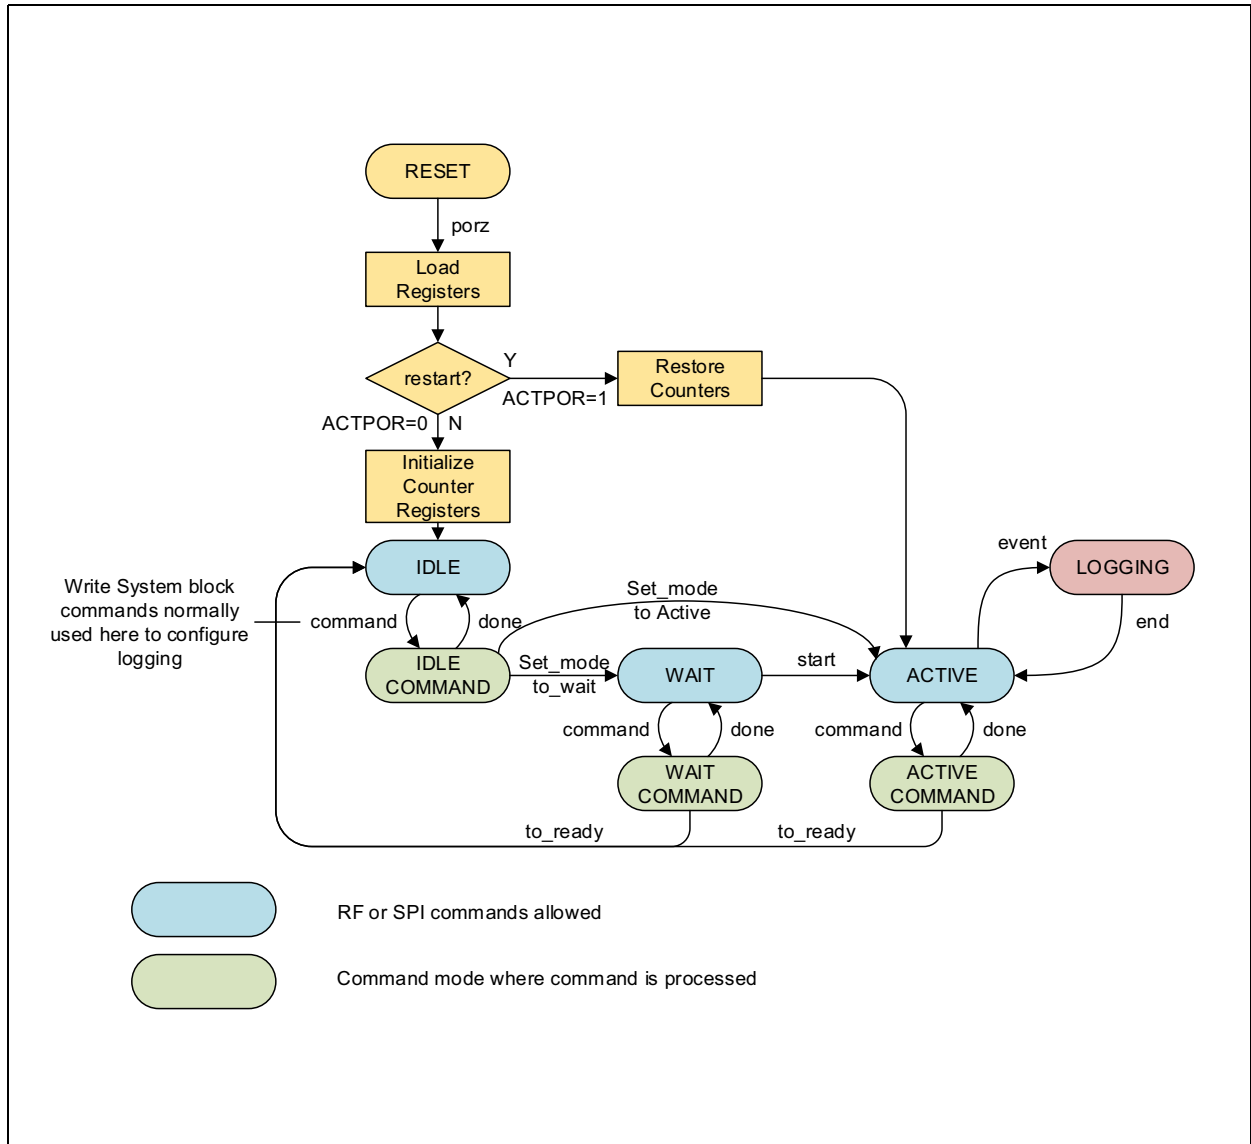 RESET
porz
Load
Registers
restart?
Y
ACTPOR=1
Restore
Counters
ACTPOR=0
N
Initialize
Counter
Registers
IDLE
event
LOGGING
end
Write System block
commands normally
used here to configure
logging
command
done
Set_mode
to Active
IDLE
COMMAND
Set_mode
to_wait
WAIT
start
ACTIVE
command
done
command
done
WAIT
COMMAND
ACTIVE
COMMAND
to_ready
to_ready
RF or SPI commands allowed
Command mode where command is processed